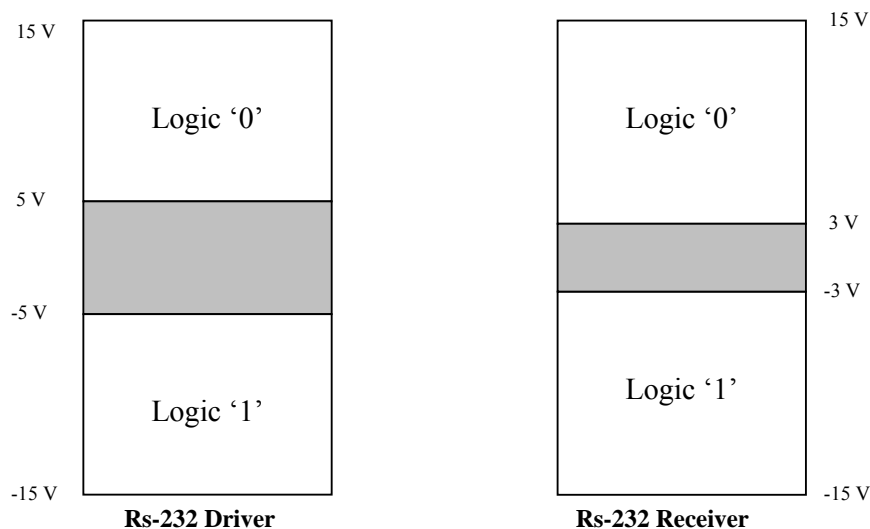 15 V
Logic ‘0’
5 V
-5 V
Logic ‘1’
-15 V
Rs-232 Driver
15 V
Logic ‘0’
3 V
-3 V
Logic ‘1’
-15 V
Rs-232 Receiver